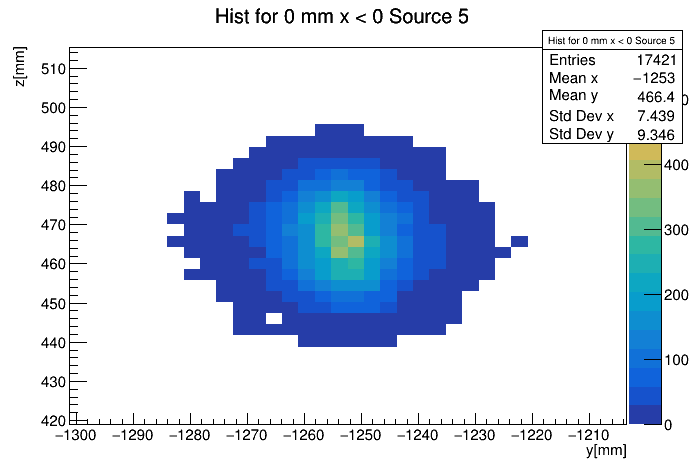 Hist for 0 mm x < 0 Source 5
Hist for 0 mm x < 0 Source 5
Entries 17421
Mean x −1253
Mean y 466.4
Std Dev x 7.439
Std Dev y 9.346
z[mm]
510
500
490
480
470
460
450
440
430
420
−1300 −1290 −1280 −1270 −1260 −1250 −1240 −1230 −1220 −1210
y[mm]
400
300
200
100
0